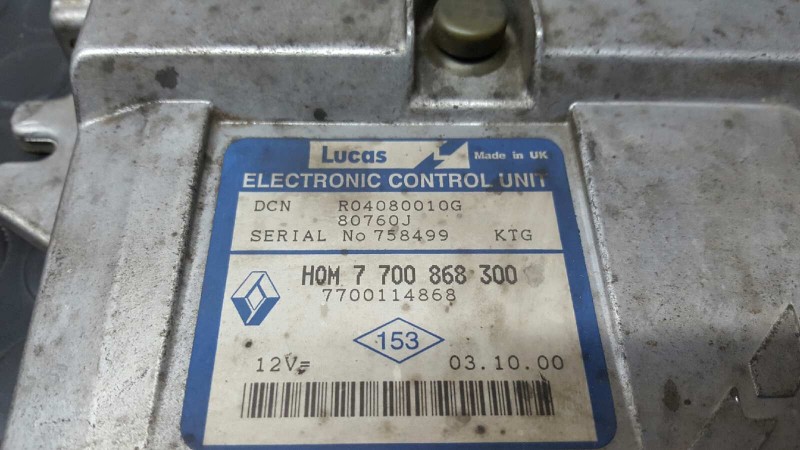 Lucas Made in UK
ELECTRONIC CONTROL UNIT
DCN R04080010G
80760J
SERIAL No 758499 KTG
HOM 7 700 868 300
7700114868
153
12V= 03.10.00